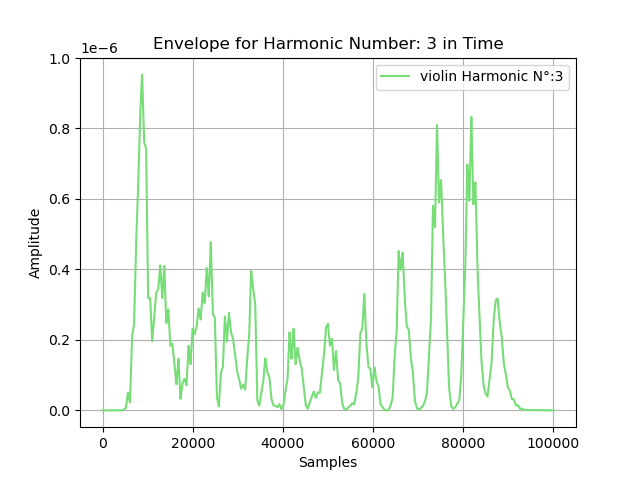 Envelope for Harmonic Number: 3 in Time
1e−6
violin Harmonic N°:3
1.0
0.8
0.6
0.4
0.2
0.0
Amplitude
0 20000 40000 60000 80000 100000
Samples